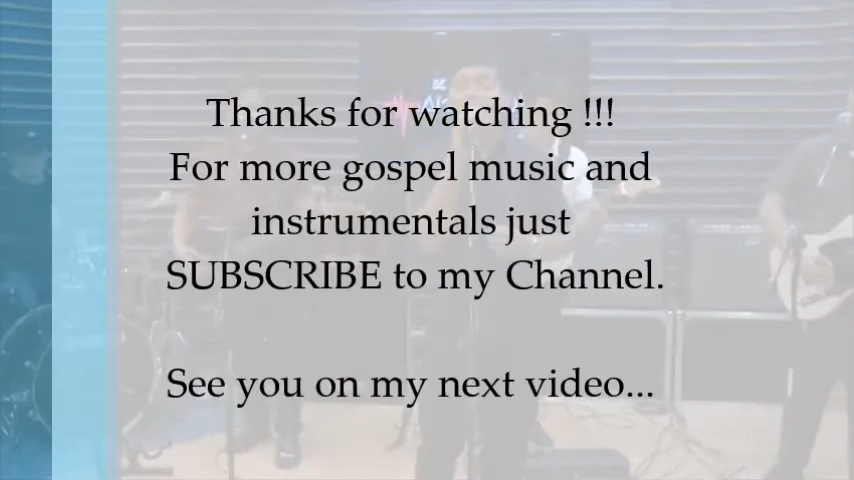 Thanks for watching !!!
For more gospel music and
instrumentals just
SUBSCRIBE to my Channel.
See you on my next video...